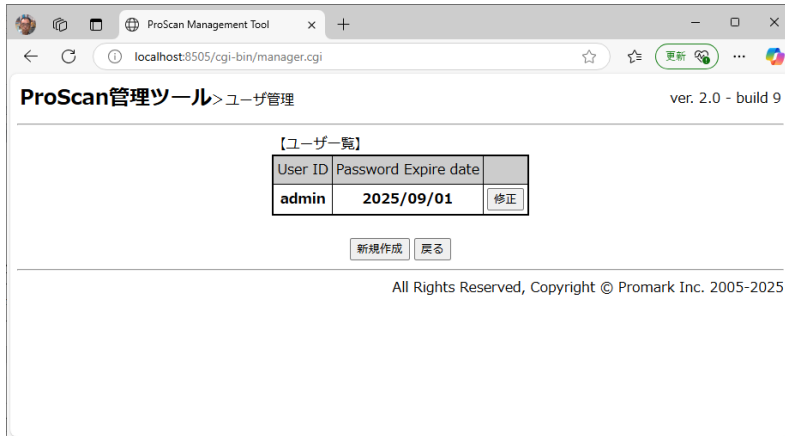 ProScan Management Tool
localhost:8505/cgi-bin/manager.cgi
更新
ProScan管理ツール>ユーザ管理
ver. 2.0 - build 9
【ユーザ一覧】
User ID Password Expire date
admin 2025/09/01 修正
新規作成 戻る
All Rights Reserved, Copyright © Promark Inc. 2005-2025